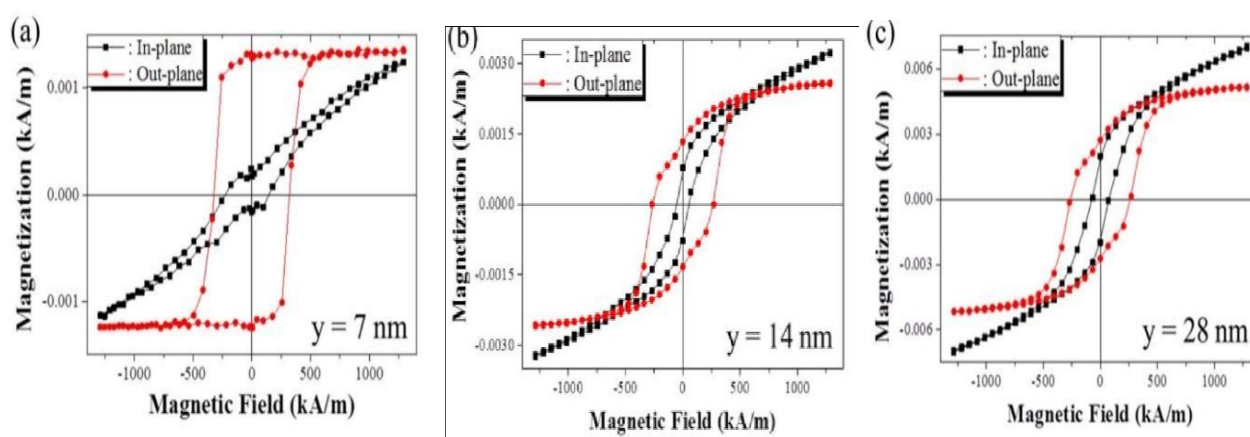 (a)
: In-plane
: Out-plane
0.001
0.000
-0.001
Magnetization (kA/m)
y = 7 nm
-1000 -500 0 500 1000
Magnetic Field (kA/m)
(b)
: In-plane
: Out-plane
0.0030
0.0015
0.0000
-0.0015
-0.0030
Magnetization (kA/m)
y = 14 nm
-1000 -500 0 500 1000
Magnetic Field (kA/m)
(c)
: In-plane
: Out-plane
0.006
0.003
0.000
-0.003
-0.006
Magnetization (kA/m)
y = 28 nm
-1000 -500 0 500 1000
Magnetic Field (kA/m)